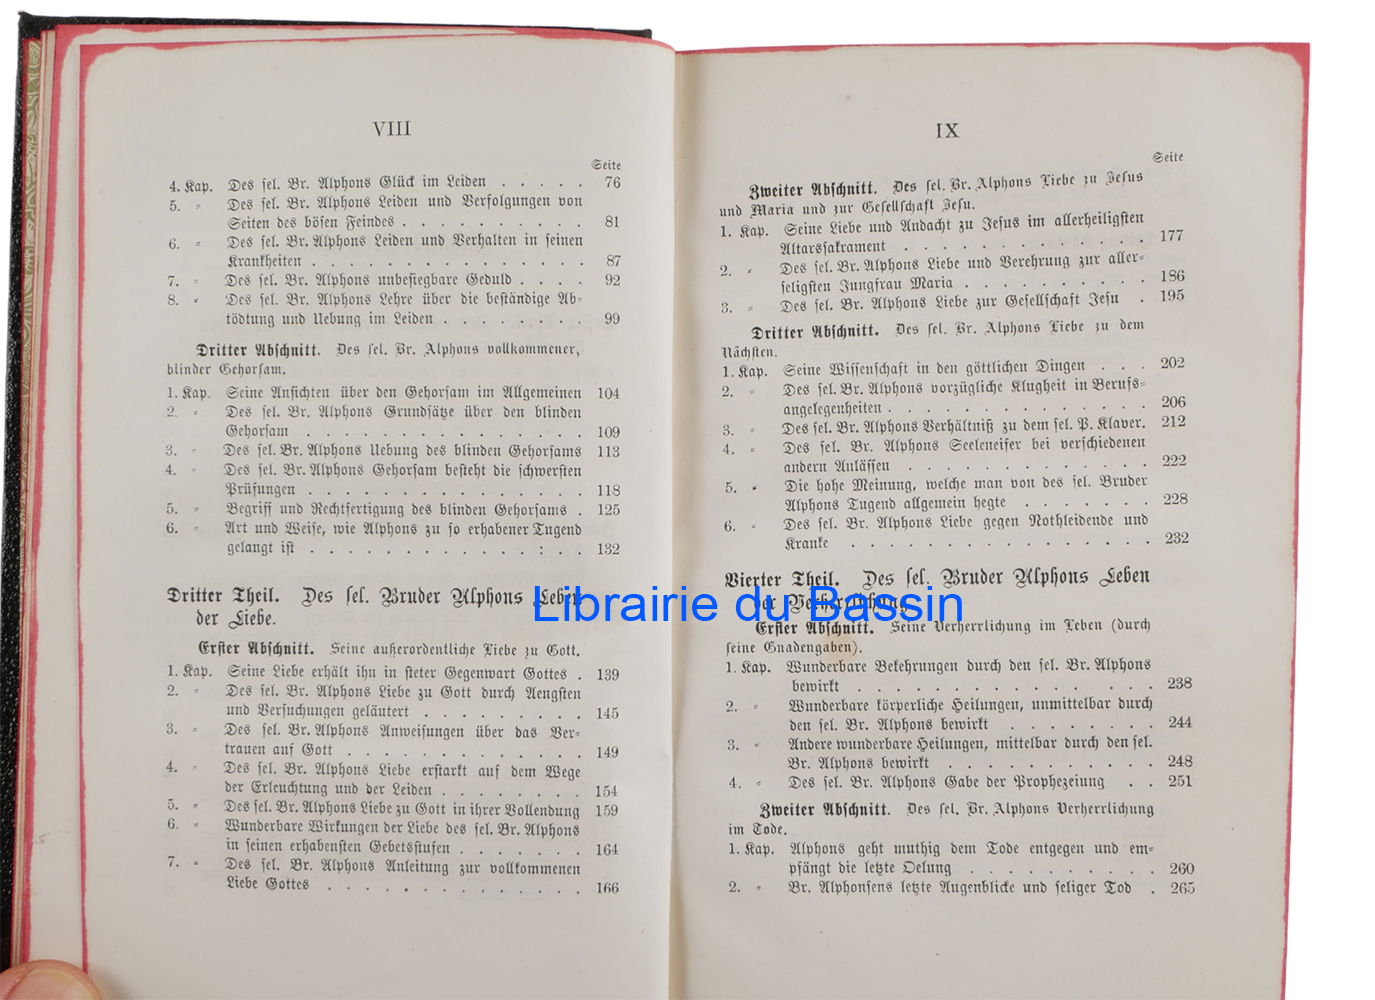 VIII
Seite
4. Kap. Des sel. Br. Alphons Glück im Leiden . . . . . 76
5. „ Des sel. Br. Alphons Leiden und Verfolgungen von
Seiten des bösen Feindes . . . . . . . . . . 81
6. „ Des sel. Br. Alphons Leiden und Verhalten in seinen
Krankheiten . . . . . . . . . . . . . . 87
7. „ Des sel. Br. Alphons unbesiegbare Geduld . . . . 92
8. „ Des sel. Br. Alphons Lehre über die beständige Ab-
tödtung und Uebung im Leiden . . . . . . . . 99
Dritter Abschnitt. Des sel. Br. Alphons vollkommener,
blinder Gehorsam.
1. Kap. Seine Ansichten über den Gehorsam im Allgemeinen 104
2. „ Des sel. Br. Alphons Grundsätze über den blinden
Gehorsam . . . . . . . . . . . . . . 109
3. „ Des sel. Br. Alphons Uebung des blinden Gehorsams 113
4. „ Des sel. Br. Alphons Gehorsam besteht die schwersten
Prüfungen . . . . . . . . . . . . . . 118
5. „ Begriff und Rechtfertigung des blinden Gehorsams . 125
6. „ Art und Weise, wie Alphons zu so erhabener Tugend
gelangt ist . . . . . . . . . . . . . . 132
Dritter Theil. Des sel. Bruder Alphons Leben
der Liebe.
Erster Abschnitt. Seine außerordentliche Liebe zu Gott.
1. Kap. Seine Liebe erhält ihn in steter Gegenwart Gottes . 139
2. „ Des sel. Br. Alphons Liebe zu Gott durch Aengsten
und Versuchungen geläutert . . . . . . . . . 145
3. „ Des sel. Br. Alphons Anweisungen über das Ver-
trauen auf Gott . . . . . . . . . . . . 149
4. „ Des sel. Br. Alphons Liebe erstarkt auf dem Wege
der Erleuchtung und der Leiden . . . . . . . . 154
5. „ Des sel. Br. Alphons Liebe zu Gott in ihrer Vollendung 159
6. „ Wunderbare Wirkungen der Liebe des sel. Br. Alphons
in seinen erhabensten Gebetsstufen . . . . . . . 164
7. „ Des sel. Br. Alphons Anleitung zur vollkommenen
Liebe Gottes . . . . . . . . . . . . . 166
IX
Seite
Zweiter Abschnitt. Des sel. Br. Alphons Liebe zu Jesus
und Maria und zur Gesellschaft Jesu.
1. Kap. Seine Liebe und Andacht zu Jesus im allerheiligsten
Altarssakrament . . . . . . . . . . . . 177
2. „ Des sel. Br. Alphons Liebe und Verehrung zur aller-
seligsten Jungfrau Maria . . . . . . . . . . 186
3. „ Des sel. Br. Alphons Liebe zur Gesellschaft Jesu . 195
Dritter Abschnitt. Des sel. Br. Alphons Liebe zu dem
Nächsten.
1. Kap. Seine Wissenschaft in den göttlichen Dingen . . . 202
2. „ Des sel. Br. Alphons vorzügliche Klugheit in Berufs-
angelegenheiten . . . . . . . . . . . . . 206
3. „ Des sel. Br. Alphons Verhältniß zu dem sel. P. Klaver. 212
4. „ Des sel. Br. Alphons Seeleneifer bei verschiedenen
andern Anlässen . . . . . . . . . . . . 222
5. „ Die hohe Meinung, welche man von des sel. Bruder
Alphons Tugend allgemein hegte . . . . . . 228
6. „ Des sel. Br. Alphons Liebe gegen Nothleidende und
Kranke . . . . . . . . . . . . . . 232
Vierter Theil. Des sel. Bruder Alphons Leben
der Verherrlichung.
Erster Abschnitt. Seine Verherrlichung im Leben (durch
seine Gnadengaben).
1. Kap. Wunderbare Bekehrungen durch den sel. Br. Alphons
bewirkt . . . . . . . . . . . . . . 238
2. „ Wunderbare körperliche Heilungen, unmittelbar durch
den sel. Br. Alphons bewirkt . . . . . . . 244
3. „ Andere wunderbare Heilungen, mittelbar durch den sel.
Br. Alphons bewirkt . . . . . . . . . . . 248
4. „ Des sel. Br. Alphons Gabe der Prophezeiung . . 251
Zweiter Abschnitt. Des sel. Br. Alphons Verherrlichung
im Tode.
1. Kap. Alphons geht muthig dem Tode entgegen und em-
pfängt die letzte Oelung . . . . . . . . . . 260
2. „ Br. Alphonsens letzte Augenblicke und seliger Tod . 265
Librairie du Bassin